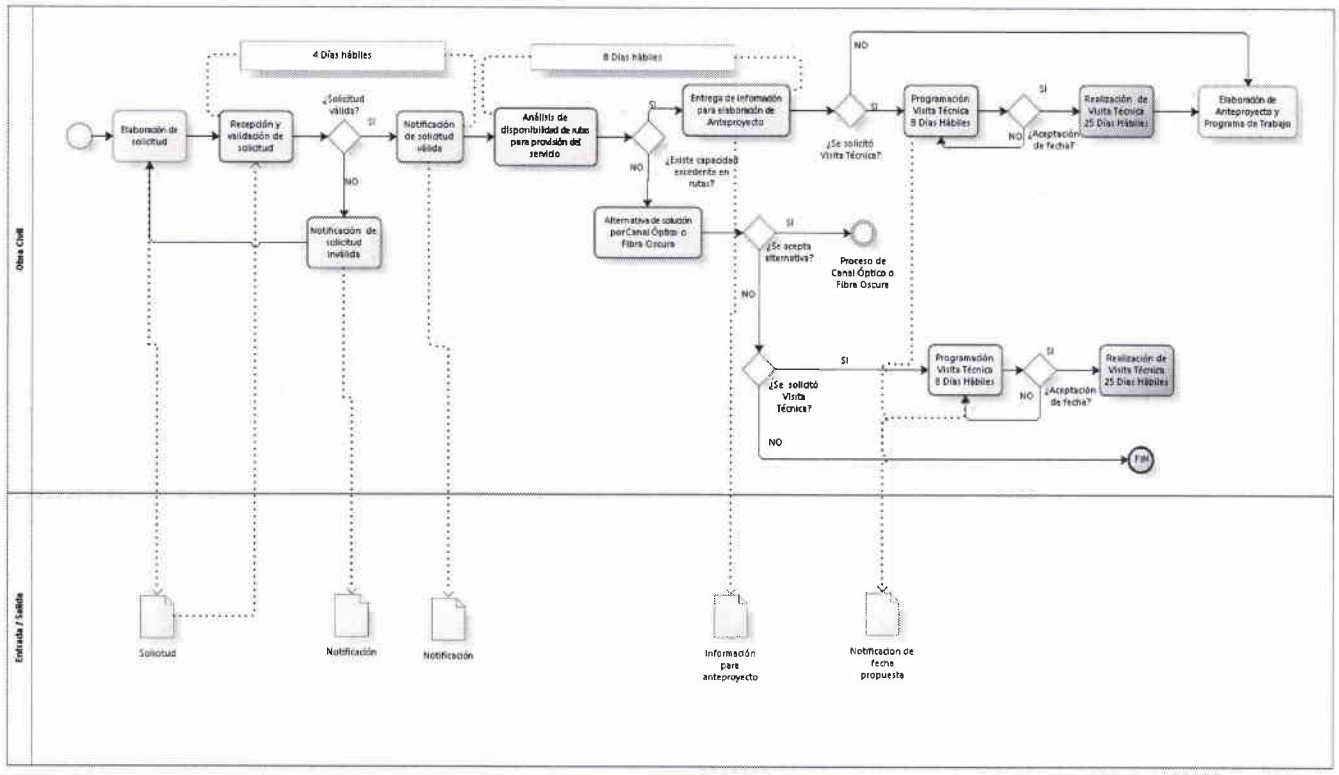 Obra Civil
4 Días hábiles
8 Días hábiles
Elaboración de
solicitud
Recepción y
validación de
solicitud
¿Solicitud
válida?
SI
NO
Notificación
de solicitud
válida
Notificación de
solicitud
inválida
Análisis de
disponibilidad de rutas
para provisión del
servicio
SI
NO
¿Existe capacidad
excedente en
rutas?
Entrega de información
para elaboración de
Anteproyecto
NO
SI
¿Se solicitó
Visita Técnica?
Programación
Visita Técnica
8 Días Hábiles
SI
NO
¿Aceptación
de fecha?
Realización de
Visita Técnica
25 Días Hábiles
Elaboración de
Anteproyecto y
Programa de Trabajo
Alternativa de solución
por Canal Óptico o
Fibra Oscura
SI
¿Se acepta
alternativa?
NO
Proceso de
Canal Óptico o
Fibra Oscura
SI
¿Se solicitó
Visita
Técnica?
NO
Programación
Visita Técnica
8 Días Hábiles
SI
NO
¿Aceptación
de fecha?
Realización de
Visita Técnica
25 Días Hábiles
FIN
Entrada / Salida
Solicitud
Notificación
Notificación
Información
para
anteproyecto
Notificacion de
fecha
propuesta